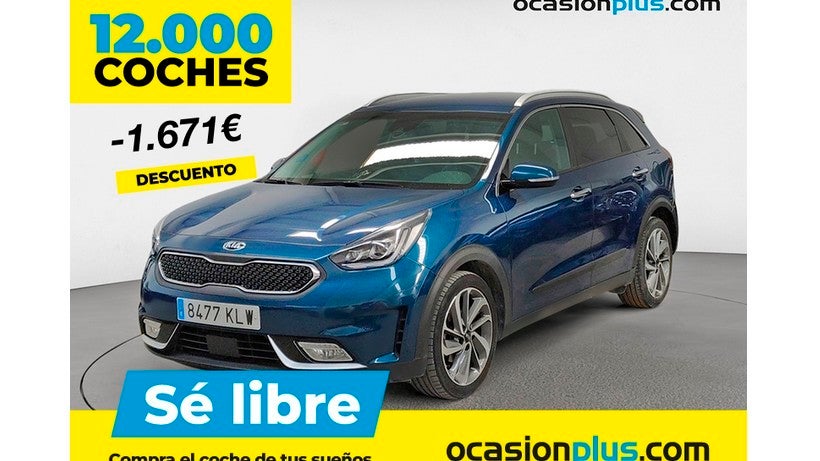 12.000
COCHES
ocasionplus.com
-1.671€
DESCUENTO
KIA
8477 KLW
Sé libre
Compra el coche de tus sueños
ocasionplus.com